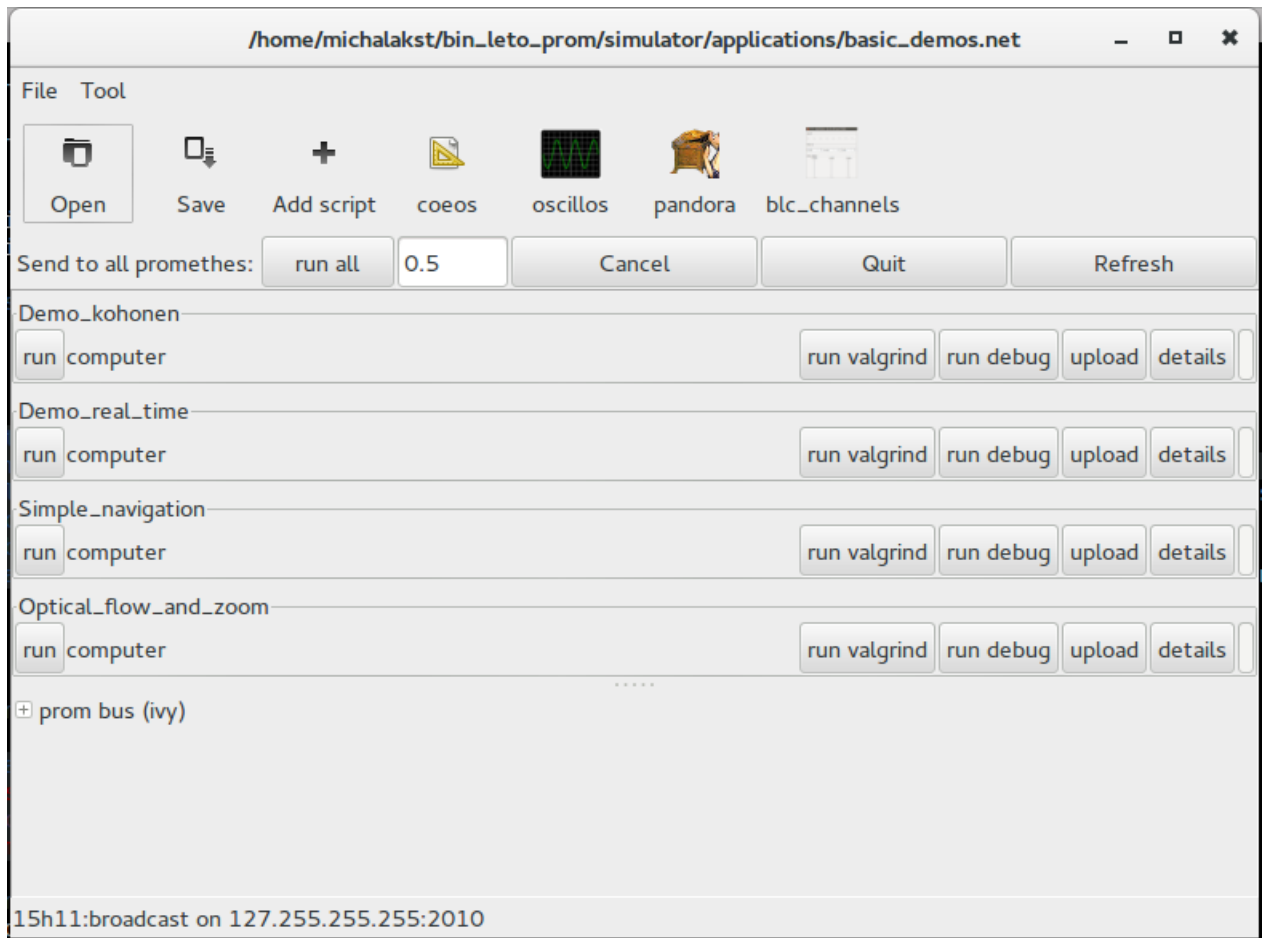 /home/michalakst/bin_leto_prom/simulator/applications/basic_demos.net
File Tool
Open Save Add script coeos oscillos pandora blc_channels
Send to all promethes: run all 0.5 Cancel Quit Refresh
Demo_kohonen
run computer run valgrind run debug upload details
Demo_real_time
run computer run valgrind run debug upload details
Simple_navigation
run computer run valgrind run debug upload details
Optical_flow_and_zoom
run computer run valgrind run debug upload details
prom bus (ivy)
15h11:broadcast on 127.255.255.255:2010